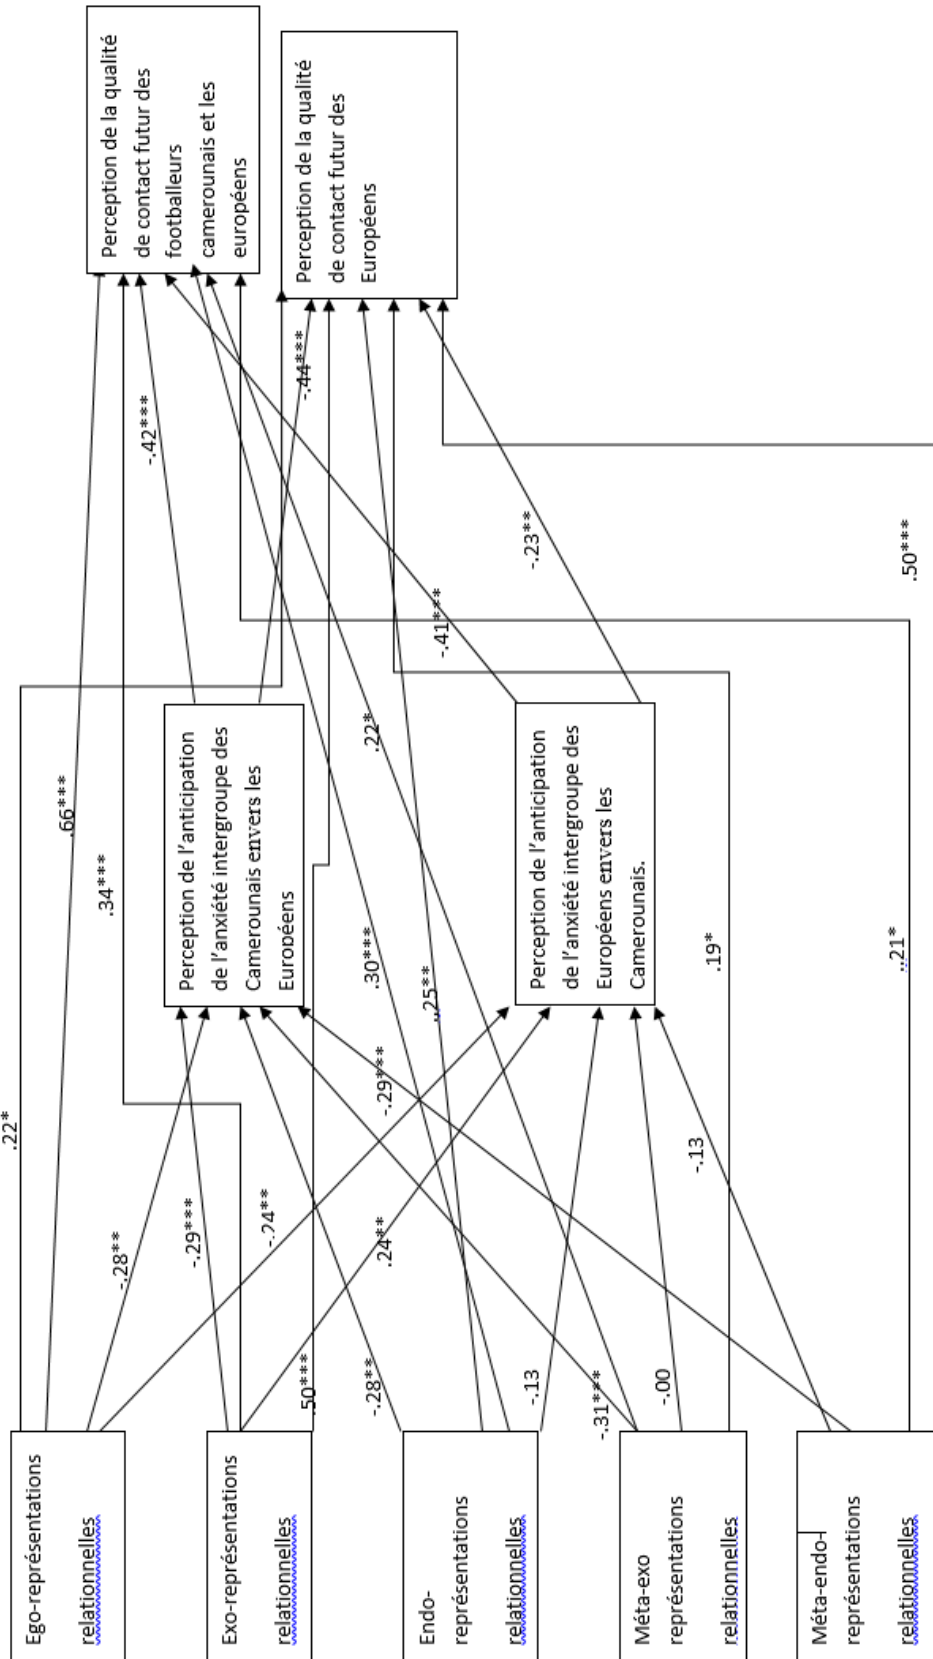 Ego-représentations
relationnelles
Exo-représentations
relationnelles
Endo-
représentations
relationnelles
Méta-exo
représentations
relationnelles
Méta-endo-
représentations
relationnelles
Perception de l'anticipation
de l'anxiété intergroupe des
Camerounais envers les
Européens
Perception de l'anticipation
de l'anxiété intergroupe des
Européens envers les
Camerounais.
Perception de la qualité
de contact futur des
footballeurs
camerounais et les
européens
Perception de la qualité
de contact futur des
Européens
.22*
.66***
.34***
-.28**
-.42***
-.29***
-.24**
.50***
-.44***
-.28**
.24**
-.29***
.30***
.22*
.25**
-.41***
-.13
-.23**
-.31***
-.00
-.13
.19*
..21*
.50***